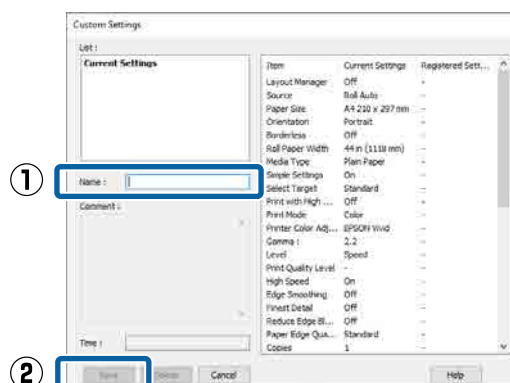 Custom Settings
List :
Current Settings
Item Current Settings Registered Sett...
Layout Manager Off -
Source Roll Auto -
Paper Size A4 210 x 297 mm -
Orientation Portrait -
Borderless Off -
Roll Paper Width 44 in (1118 mm) -
① Name :
Media Type Plain Paper -
Simple Settings On -
Select Target Standard -
Comment :
Print with High ... Off -
Print Mode Color -
Printer Color Adj... EPSON Vivid -
Gamma : 2.2 -
Level Speed -
Print Quality Level - -
High Speed On -
Edge Smoothing Off -
Finest Detail Off -
Reduce Edge Bl... Off -
Time :
Paper Edge Qua... Standard -
Copies 1 -
② Save Delete Cancel Help